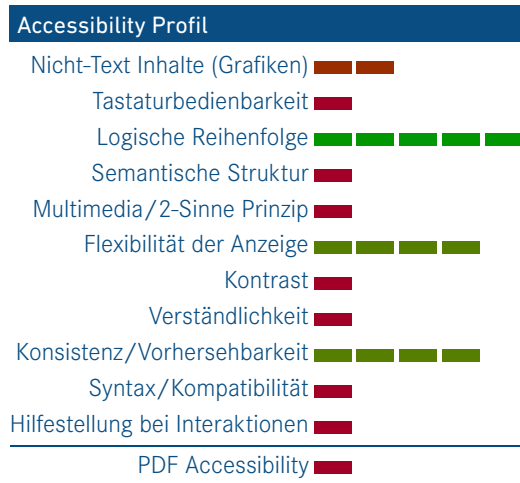 Accessibility Profil
Nicht-Text Inhalte (Grafiken)
Tastaturbedienbarkeit
Logische Reihenfolge
Semantische Struktur
Multimedia/2-Sinne Prinzip
Flexibilität der Anzeige
Kontrast
Verständlichkeit
Konsistenz/Vorhersehbarkeit
Syntax/Kompatibilität
Hilfestellung bei Interaktionen
PDF Accessibility